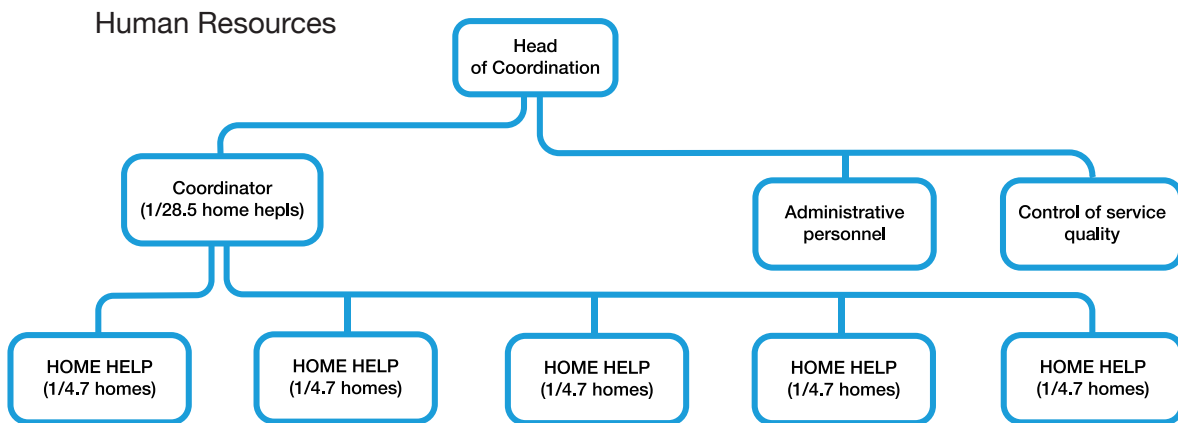 Human Resources
Head
of Coordination
Coordinator
(1/28.5 home hepls)
Administrative
personnel
Control of service
quality
HOME HELP
(1/4.7 homes)
HOME HELP
(1/4.7 homes)
HOME HELP
(1/4.7 homes)
HOME HELP
(1/4.7 homes)
HOME HELP
(1/4.7 homes)